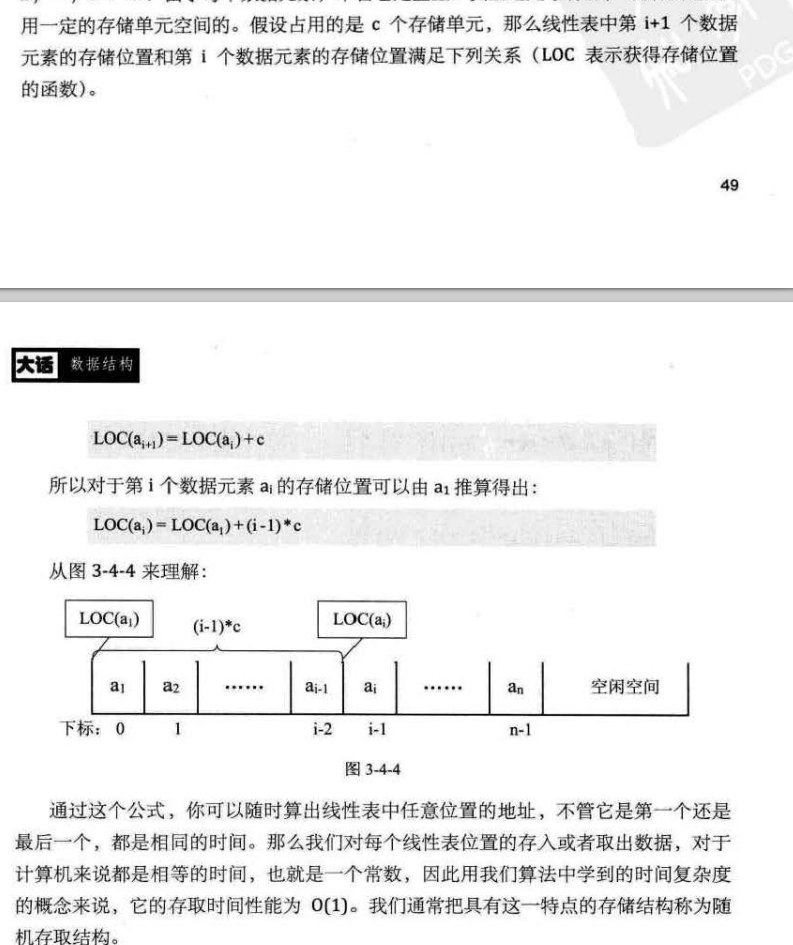 用一定的存储单元空间的。假设占用的是 c 个存储单元，那么线性表中第 i+1 个数据
元素的存储位置和第 i 个数据元素的存储位置满足下列关系（LOC 表示获得存储位置
的函数）。
PDG
49
大话 数据结构
LOC(aᵢ₊₁) = LOC(aᵢ)+c
所以对于第 i 个数据元素 aᵢ 的存储位置可以由 a₁ 推算得出：
LOC(aᵢ) = LOC(a₁)+(i-1)*c
从图 3-4-4 来理解：
LOC(a₁) (i-1)*c LOC(aᵢ)
a₁ a₂ …… aᵢ₋₁ aᵢ …… aₙ 空闲空间
下标： 0 1 i-2 i-1 n-1
图 3-4-4
通过这个公式，你可以随时算出线性表中任意位置的地址，不管它是第一个还是
最后一个，都是相同的时间。那么我们对每个线性表位置的存入或者取出数据，对于
计算机来说都是相等的时间，也就是一个常数，因此用我们算法中学到的时间复杂度
的概念来说，它的存取时间性能为 O(1)。我们通常把具有这一特点的存储结构称为随
机存取结构。